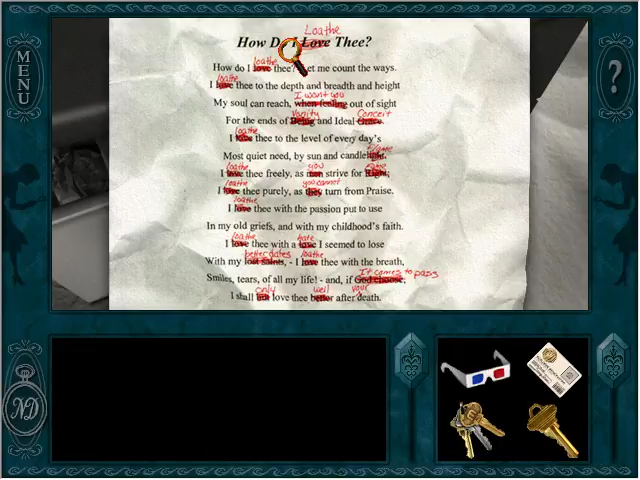 MENU
?
Loathe
How Do I Love Thee?
loathe
How do I love thee? Let me count the ways.
loathe
I love thee to the depth and breadth and height
I want you
My soul can reach, when feeling out of sight
Vanity Conceit
For the ends of Being and Ideal Grace.
loathe
I love thee to the level of every day's
Most quiet need, by sun and candle
loathe you
I love thee freely, as men strive for Right;
loathe you cannot
I love thee purely, as they turn from Praise.
loathe
I love thee with the passion put to use
In my old griefs, and with my childhood's faith.
loathe hate
I love thee with a love I seemed to lose
better dates loathe
With my lost saints, - I love thee with the breath,
It comes to pass
Smiles, tears, of all my life! - and, if God choose,
only well your
I shall but love thee better after death.
ND